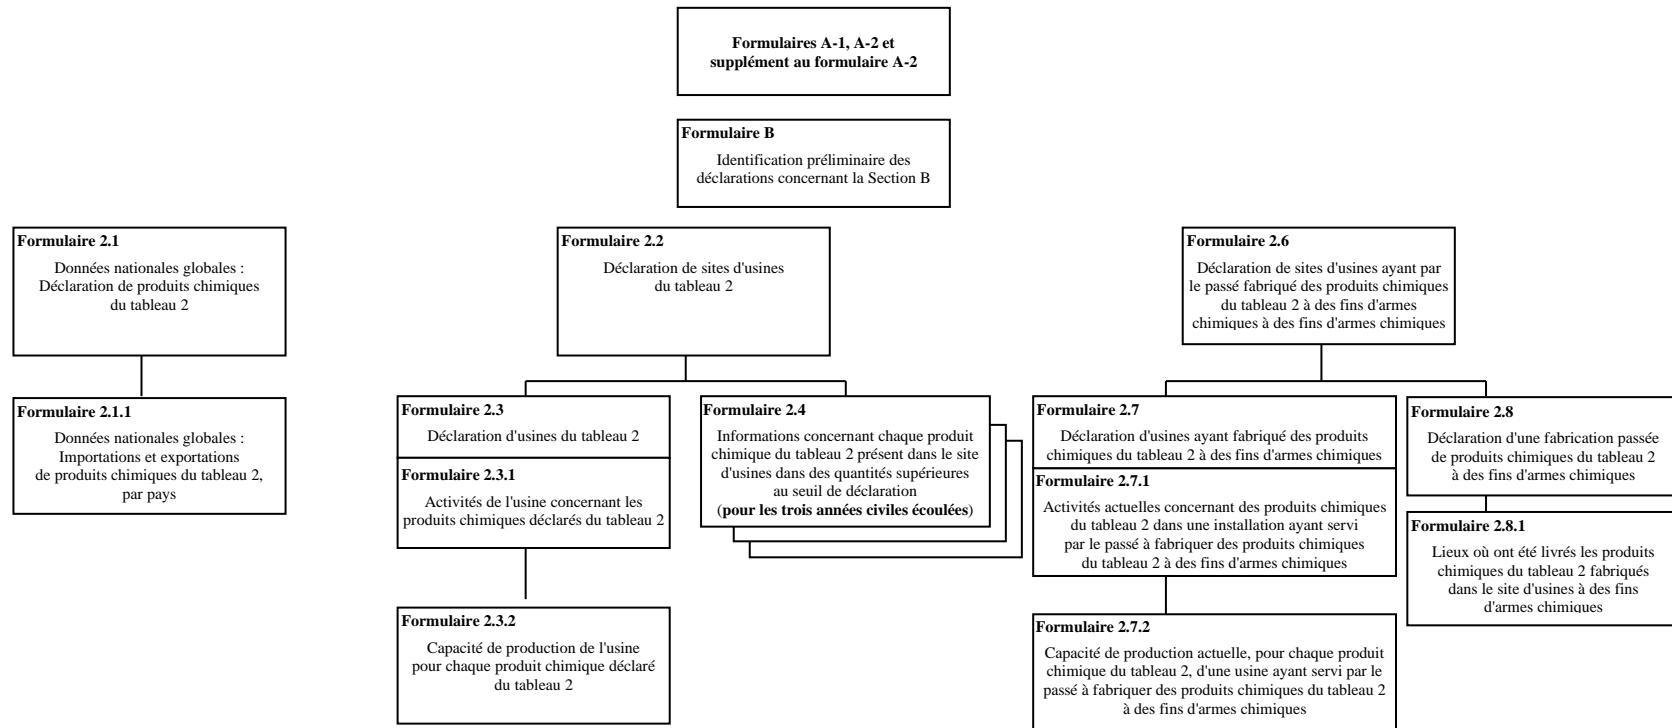 Formulaires A-1, A-2 et
supplément au formulaire A-2
Formulaire B
Identification préliminaire des
déclarations concernant la Section B
Formulaire 2.1
Données nationales globales :
Déclaration de produits chimiques
du tableau 2
Formulaire 2.2
Déclaration de sites d'usines
du tableau 2
Formulaire 2.6
Déclaration de sites d'usines ayant par
le passé fabriqué des produits chimiques
du tableau 2 à des fins d'armes
chimiques à des fins d'armes chimiques
Formulaire 2.1.1
Données nationales globales :
Importations et exportations
de produits chimiques du tableau 2,
par pays
Formulaire 2.3
Déclaration d'usines du tableau 2
Formulaire 2.3.1
Activités de l'usine concernant les
produits chimiques déclarés du tableau 2
Formulaire 2.4
Informations concernant chaque produit
chimique du tableau 2 présent dans le site
d'usines dans des quantités supérieures
au seuil de déclaration
(pour les trois années civiles écoulées)
Formulaire 2.7
Déclaration d'usines ayant fabriqué des produits
chimiques du tableau 2 à des fins d'armes chimiques
Formulaire 2.7.1
Activités actuelles concernant des produits chimiques
du tableau 2 dans une installation ayant servi
par le passé à fabriquer des produits chimiques
du tableau 2 à des fins d'armes chimiques
Formulaire 2.8
Déclaration d'une fabrication passée
de produits chimiques du tableau 2
à des fins d'armes chimiques
Formulaire 2.8.1
Lieux où ont été livrés les produits
chimiques du tableau 2 fabriqués
dans le site d'usines à des fins
d'armes chimiques
Formulaire 2.3.2
Capacité de production de l'usine
pour chaque produit chimique déclaré
du tableau 2
Formulaire 2.7.2
Capacité de production actuelle, pour chaque produit
chimique du tableau 2, d'une usine ayant servi par le
passé à fabriquer des produits chimiques du tableau 2
à des fins d'armes chimiques